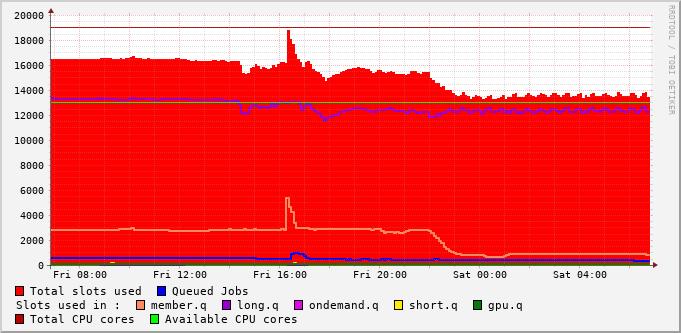 RRDTOOL / TOBI OETIKER
20000
18000
16000
14000
12000
10000
8000
6000
4000
2000
0
Fri 08:00 Fri 12:00 Fri 16:00 Fri 20:00 Sat 00:00 Sat 04:00
Total slots used Queued Jobs
Slots used in : member.q long.q ondemand.q short.q gpu.q
Total CPU cores Available CPU cores